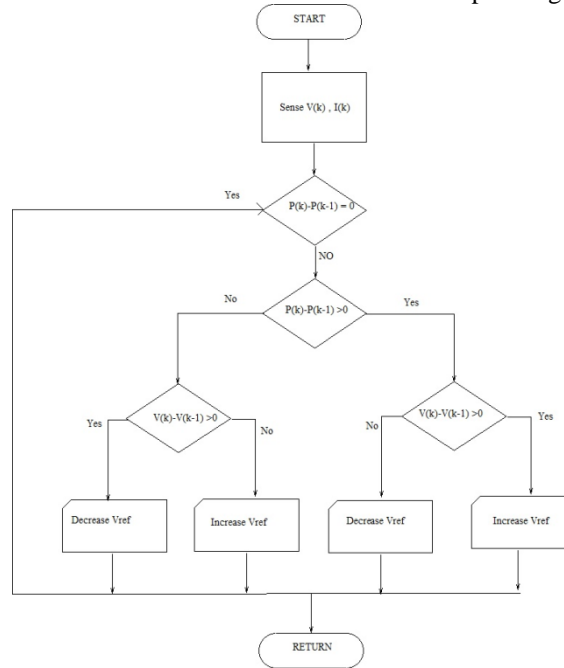 START
Sense V(k) , I(k)
Yes
P(k)-P(k-1) = 0
NO
No
P(k)-P(k-1) >0
Yes
Yes
V(k)-V(k-1) >0
No
No
V(k)-V(k-1) >0
Yes
Decrease Vref
Increase Vref
Decrease Vref
Increase Vref
RETURN